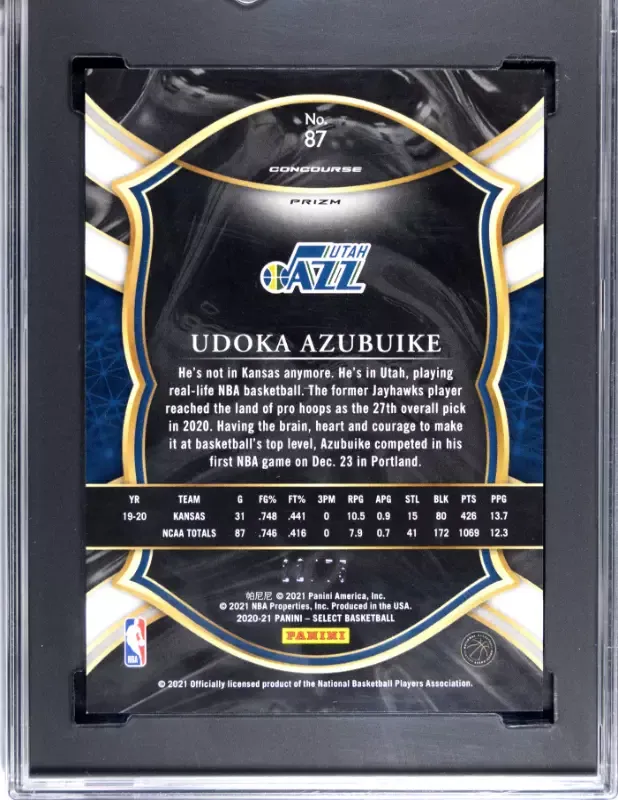 No.
87
CONCOURSE
PRIZM
UTAH
JAZZ
UDOKA AZUBUIKE
He's not in Kansas anymore. He's in Utah, playing
real-life NBA basketball. The former Jayhawks player
reached the land of pro hoops as the 27th overall pick
in 2020. Having the brain, heart and courage to make
it at basketball's top level, Azubuike competed in his
first NBA game on Dec. 23 in Portland.
YR TEAM G FG% FT% 3PM RPG APG STL BLK PTS PPG
19-20 KANSAS 31 .748 .441 0 10.5 0.9 15 80 426 13.7
NCAA TOTALS 87 .746 .416 0 7.9 0.7 41 172 1069 12.3
帕尼尼 © 2021 Panini America, Inc.
© 2021 NBA Properties, Inc. Produced in the USA.
2020-21 PANINI – SELECT BASKETBALL
PANINI
NBA
© 2021 Officially licensed product of the National Basketball Players Association.